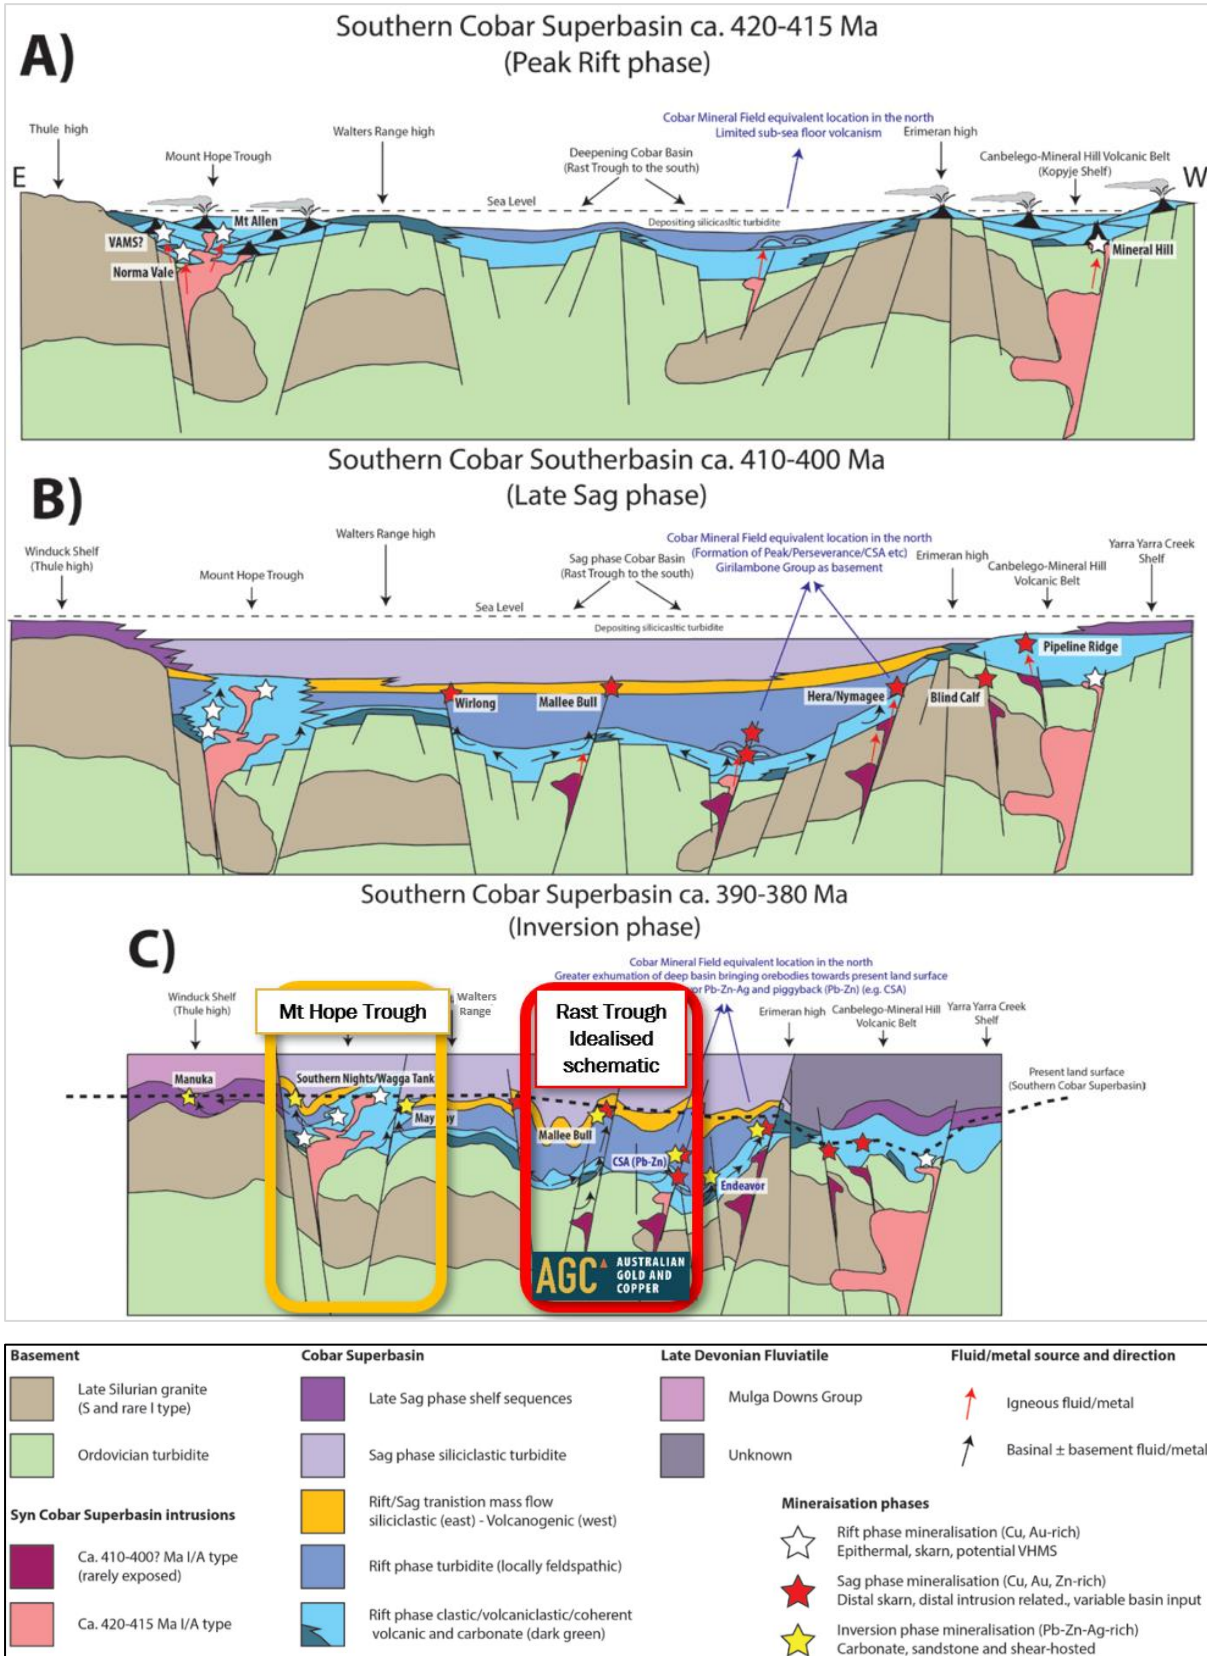 Southern Cobar Superbasin ca. 420-415 Ma
(Peak Rift phase)
A)
Thule high
Mount Hope Trough
Walters Range high
Deepening Cobar Basin
(Rast Trough to the south)
Cobar Mineral Field equivalent location in the north
Limited sub-sea floor volcanism
Erimeran high
Canbelego-Mineral Hill Volcanic Belt
(Kopyje Shelf)
E
W
Sea Level
Depositing silicicasltic turbidite
VAMS?
Mt Allen
Norma Vale
Mineral Hill
Southern Cobar Southerbasin ca. 410-400 Ma
(Late Sag phase)
B)
Winduck Shelf
(Thule high)
Mount Hope Trough
Walters Range high
Sag phase Cobar Basin
(Rast Trough to the south)
Cobar Mineral Field equivalent location in the north
(Formation of Peak/Perseverance/CSA etc)
Girilambone Group as basement
Erimeran high
Canbelego-Mineral Hill
Volcanic Belt
Yarra Yarra Creek
Shelf
Sea Level
Depositing silicicasltic turbidite
Wirlong
Mallee Bull
Hera/Nymagee
Blind Calf
Pipeline Ridge
Southern Cobar Superbasin ca. 390-380 Ma
(Inversion phase)
C)
Cobar Mineral Field equivalent location in the north
Greater exhumation of deep basin bringing orebodies towards present land surface
Pb-Zn-Ag and piggyback (Pb-Zn) (e.g. CSA)
Winduck Shelf
(Thule high)
Mt Hope Trough
Walters
Range
Rast Trough
Idealised
schematic
Erimeran high
Canbelego-Mineral Hill
Volcanic Belt
Yarra Yarra Creek
Shelf
Present land surface
(Southern Cobar Superbasin)
Manuka
Southern Nights/Wagga Tank
Mallee Bull
CSA (Pb-Zn)
Endeavor
AGC
AUSTRALIAN
GOLD AND
COPPER
Basement
Late Silurian granite
(S and rare I type)
Ordovician turbidite
Syn Cobar Superbasin intrusions
Ca. 410-400? Ma I/A type
(rarely exposed)
Ca. 420-415 Ma I/A type
Cobar Superbasin
Late Sag phase shelf sequences
Sag phase siliciclastic turbidite
Rift/Sag tranistion mass flow
siliciclastic (east) - Volcanogenic (west)
Rift phase turbidite (locally feldspathic)
Rift phase clastic/volcaniclastic/coherent
volcanic and carbonate (dark green)
Late Devonian Fluviatile
Mulga Downs Group
Unknown
Fluid/metal source and direction
Igneous fluid/metal
Basinal ± basement fluid/metal
Mineraisation phases
Rift phase mineralisation (Cu, Au-rich)
Epithermal, skarn, potential VHMS
Sag phase mineralisation (Cu, Au, Zn-rich)
Distal skarn, distal intrusion related., variable basin input
Inversion phase mineralisation (Pb-Zn-Ag-rich)
Carbonate, sandstone and shear-hosted